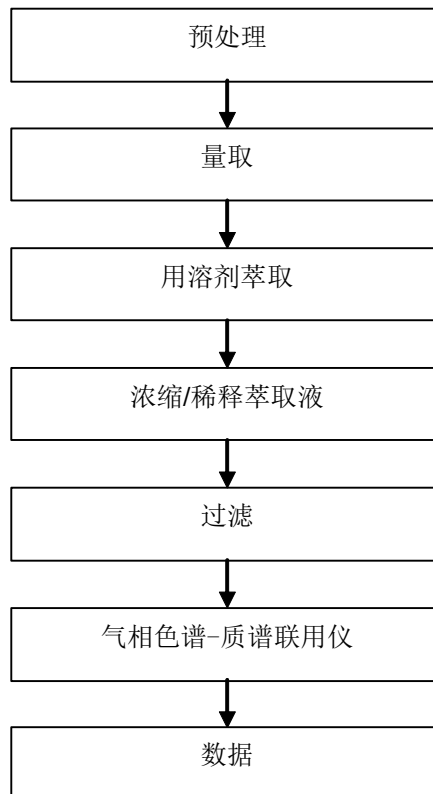 预处理
量取
用溶剂萃取
浓缩/稀释萃取液
过滤
气相色谱-质谱联用仪
数据